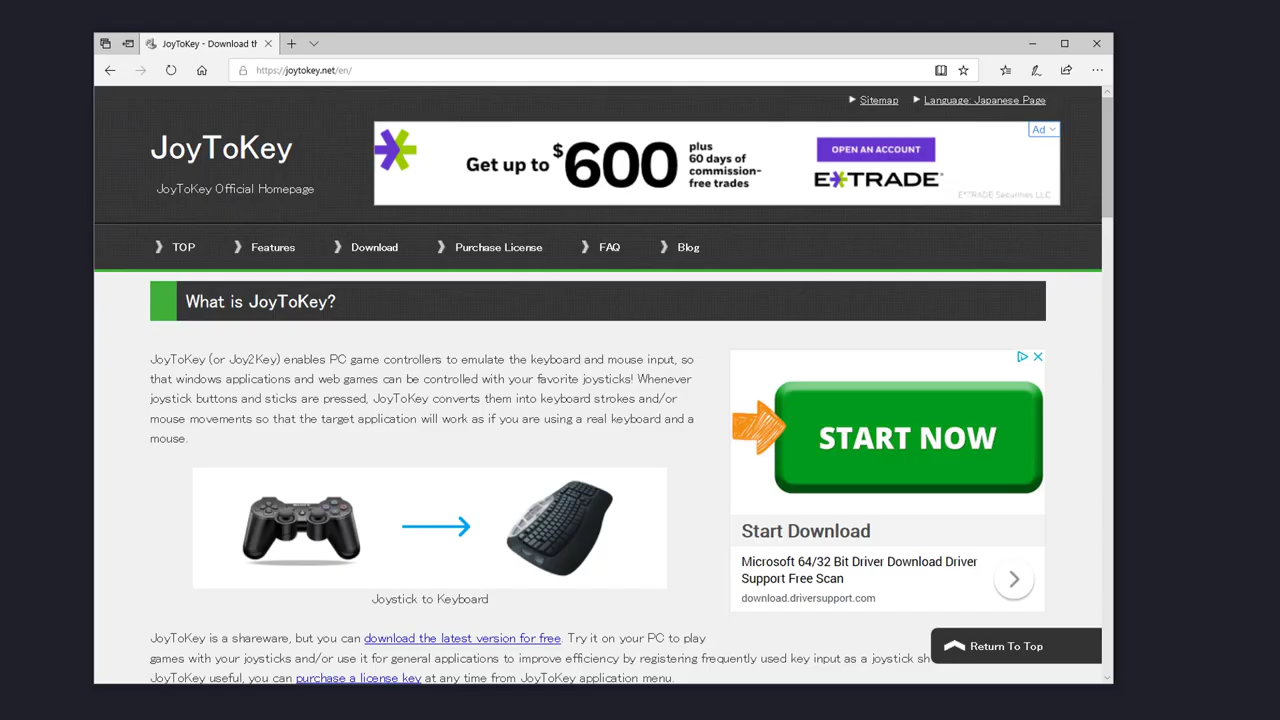 JoyToKey - Download th
https://joytokey.net/en/
Sitemap
Language: Japanese Page
JoyToKey
JoyToKey Official Homepage
Get up to $600 plus
60 days of
commission-
free trades
OPEN AN ACCOUNT
E*TRADE
E*TRADE Securities LLC
Ad
TOP
Features
Download
Purchase License
FAQ
Blog
What is JoyToKey?
JoyToKey (or Joy2Key) enables PC game controllers to emulate the keyboard and mouse input, so
that windows applications and web games can be controlled with your favorite joysticks! Whenever
joystick buttons and sticks are pressed, JoyToKey converts them into keyboard strokes and/or
mouse movements so that the target application will work as if you are using a real keyboard and a
mouse.
Joystick to Keyboard
START NOW
Start Download
Microsoft 64/32 Bit Driver Download Driver
Support Free Scan
download.driversupport.com
JoyToKey is a shareware, but you can download the latest version for free. Try it on your PC to play
games with your joysticks and/or use it for general applications to improve efficiency by registering frequently used key input as a joystick sh
JoyToKey useful, you can purchase a license key at any time from JoyToKey application menu.
Return To Top